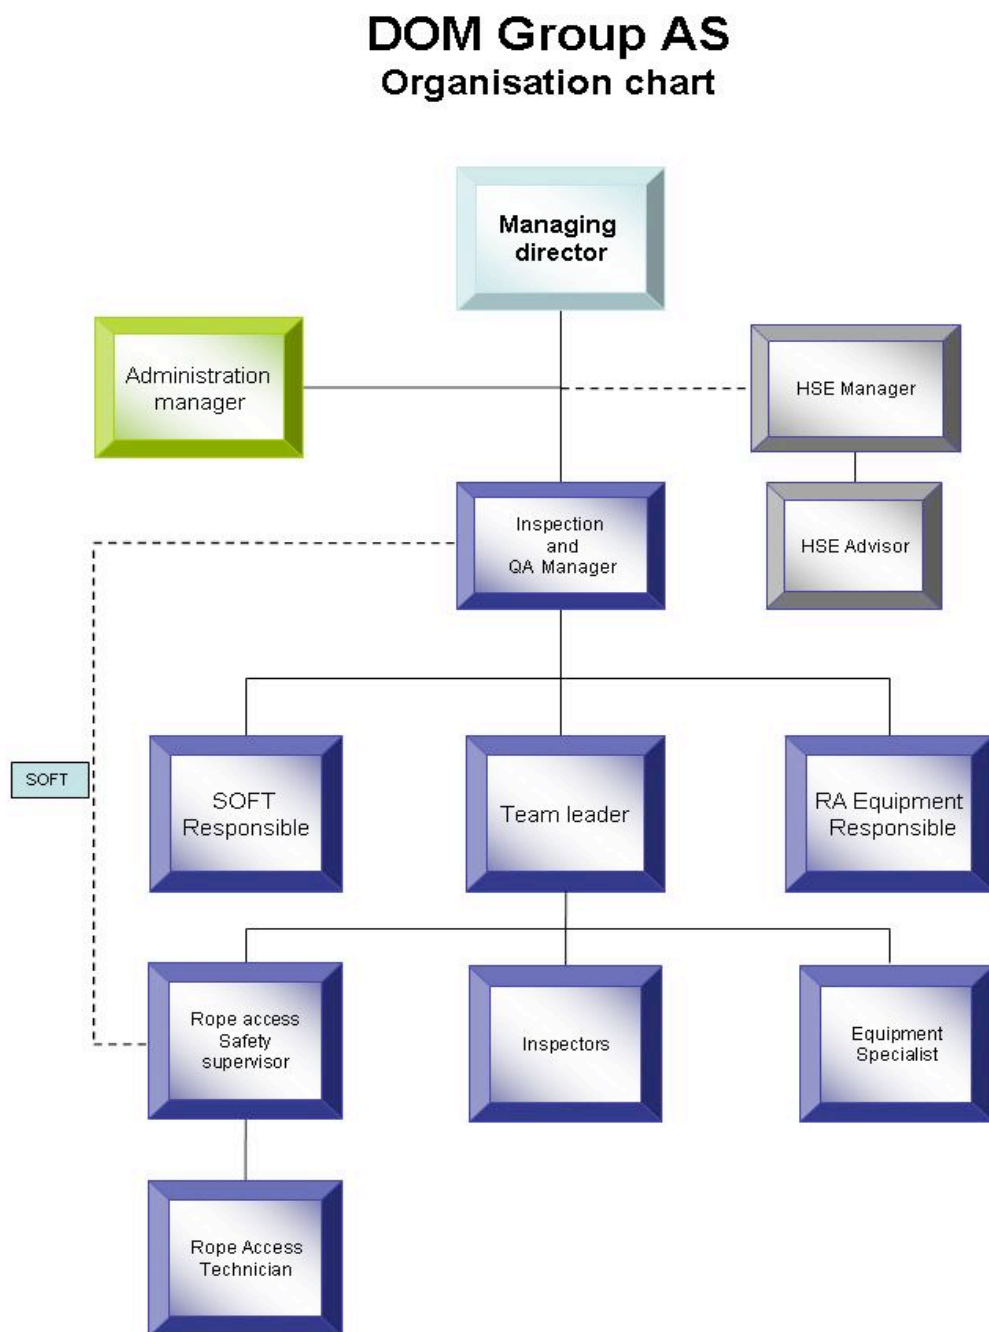 DOM Group AS
Organisation chart
Managing
director
Administration
manager
HSE Manager
Inspection
and
QA Manager
HSE Advisor
SOFT
SOFT
Responsible
Team leader
RA Equipment
Responsible
Rope access
Safety
supervisor
Inspectors
Equipment
Specialist
Rope Access
Technician